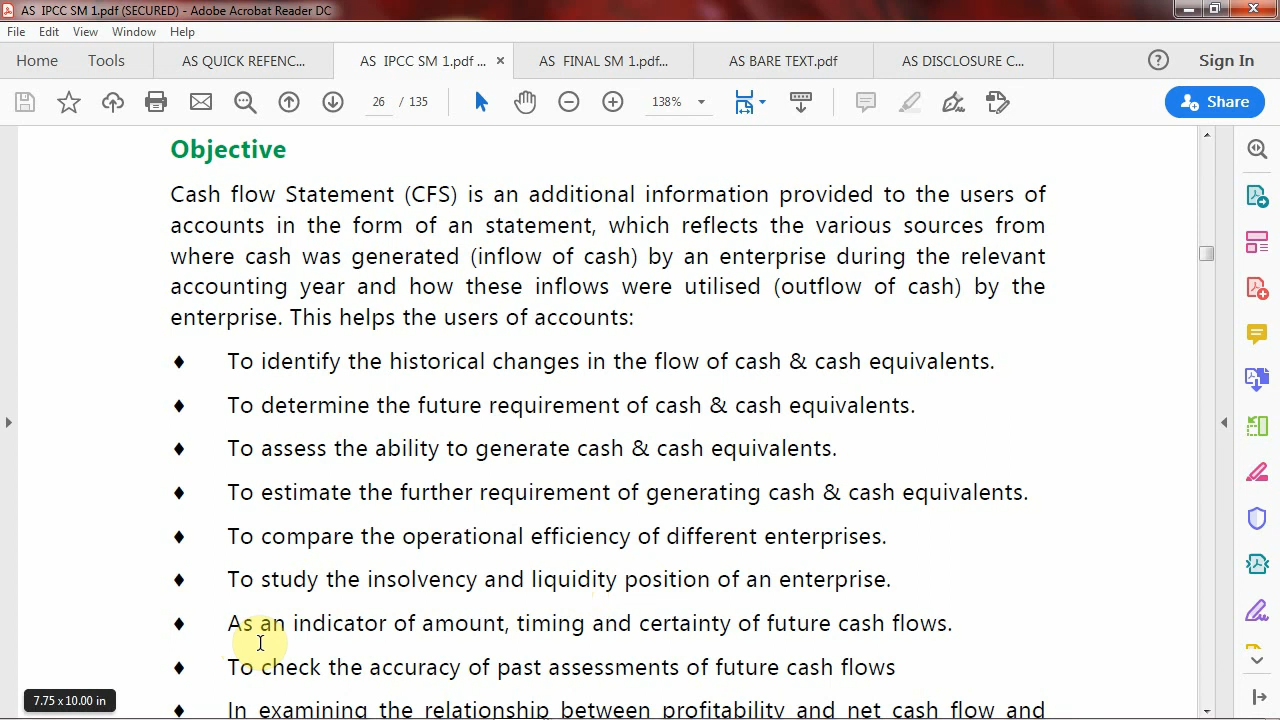 AS IPCC SM 1.pdf (SECURED) - Adobe Acrobat Reader DC
File Edit View Window Help
Home Tools AS QUICK REFENC... AS IPCC SM 1.pdf ... × AS FINAL SM 1.pdf... AS BARE TEXT.pdf AS DISCLOSURE C... Sign In
26 / 135 138% Share
Objective
Cash flow Statement (CFS) is an additional information provided to the users of
accounts in the form of an statement, which reflects the various sources from
where cash was generated (inflow of cash) by an enterprise during the relevant
accounting year and how these inflows were utilised (outflow of cash) by the
enterprise. This helps the users of accounts:
♦ To identify the historical changes in the flow of cash & cash equivalents.
♦ To determine the future requirement of cash & cash equivalents.
♦ To assess the ability to generate cash & cash equivalents.
♦ To estimate the further requirement of generating cash & cash equivalents.
♦ To compare the operational efficiency of different enterprises.
♦ To study the insolvency and liquidity position of an enterprise.
♦ As an indicator of amount, timing and certainty of future cash flows.
♦ To check the accuracy of past assessments of future cash flows
♦ In examining the relationship between profitability and net cash flow and
7.75 x 10.00 in